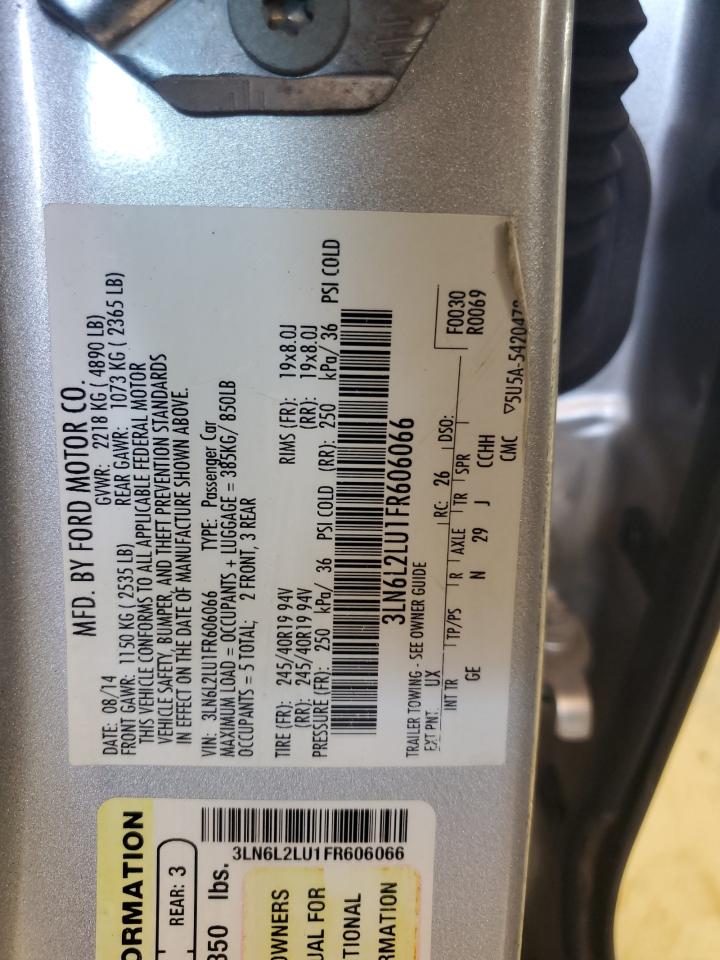 MFD. BY FORD MOTOR CO.
DATE: 08/14 GVWR: 2218 KG ( 4890 LB)
FRONT GAWR: 1150 KG ( 2535 LB) REAR GAWR: 1073 KG ( 2365 LB)
THIS VEHICLE CONFORMS TO ALL APPLICABLE FEDERAL MOTOR
VEHICLE SAFETY, BUMPER, AND THEFT PREVENTION STANDARDS
IN EFFECT ON THE DATE OF MANUFACTURE SHOWN ABOVE.
VIN: 3LN6L2LU1FR606066 TYPE: Passenger Car
MAXIMUM LOAD = OCCUPANTS + LUGGAGE = 385KG/ 850LB
OCCUPANTS = 5 TOTAL; 2 FRONT, 3 REAR
TIRE (FR): 245/40R19 94V RIMS (FR): 19x8.0J
(RR): 245/40R19 94V (RR): 19x8.0J
PRESSURE (FR): 250 kPa/ 36 PSI COLD (RR): 250 kPa/ 36 PSI COLD
3LN6L2LU1FR606066
TRAILER TOWING - SEE OWNER GUIDE F0030
EXT PNT: UX RC: 26 DSO: R0069
INT TR TP/PS R AXLE TR SPR
GE N 29 J CCHH
CMC ▽5U5A-5420472
3LN6L2LU1FR606066
ORMATION
REAR: 3
850 lbs.
OWNERS
UAL FOR
TIONAL
RMATION